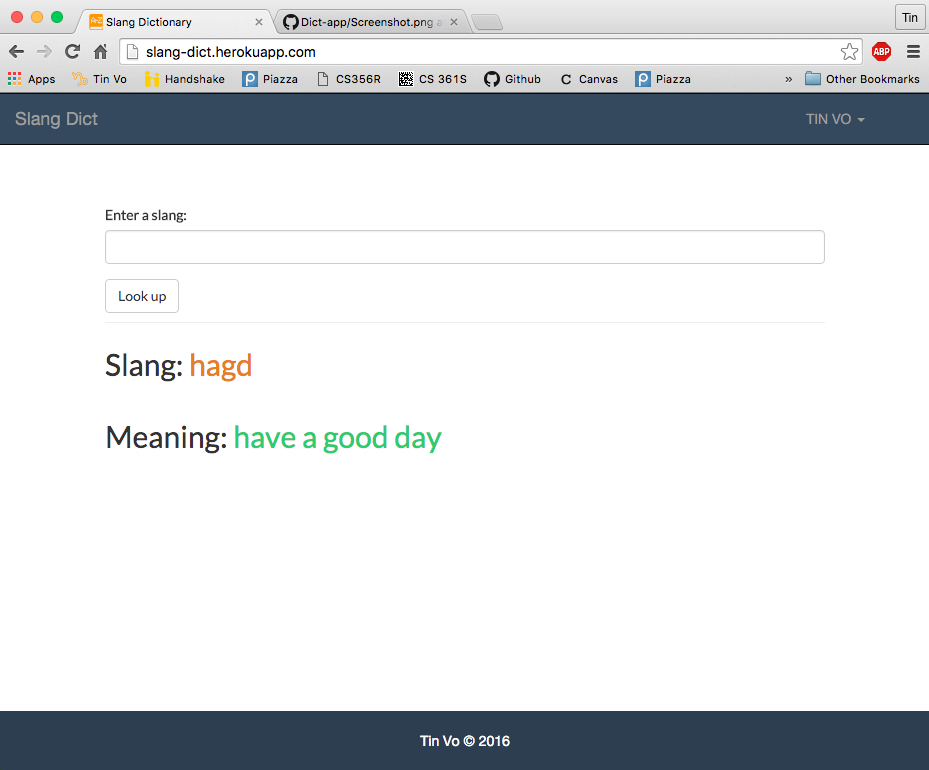 Slang Dictionary
Dict-app/Screenshot.png a
Tin
slang-dict.herokuapp.com
ABP
Apps
Tin Vo
Handshake
Piazza
CS356R
CS 361S
Github
C Canvas
Piazza
»
Other Bookmarks
Slang Dict
TIN VO
Enter a slang:
Look up
Slang: hagd
Meaning: have a good day
Tin Vo © 2016